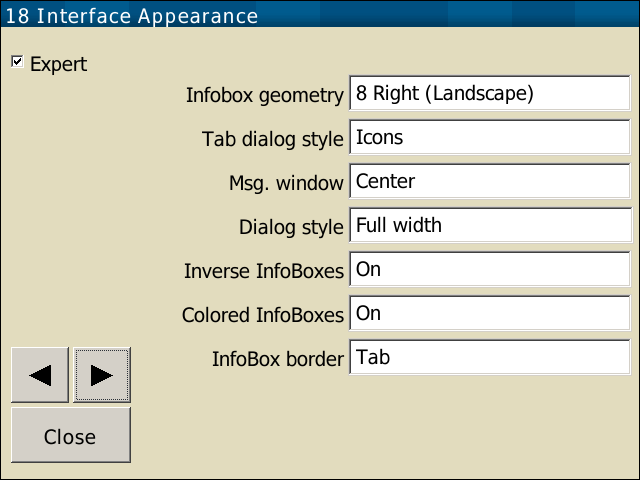 18 Interface Appearance
Expert
Infobox geometry 8 Right (Landscape)
Tab dialog style Icons
Msg. window Center
Dialog style Full width
Inverse InfoBoxes On
Colored InfoBoxes On
InfoBox border Tab
Close